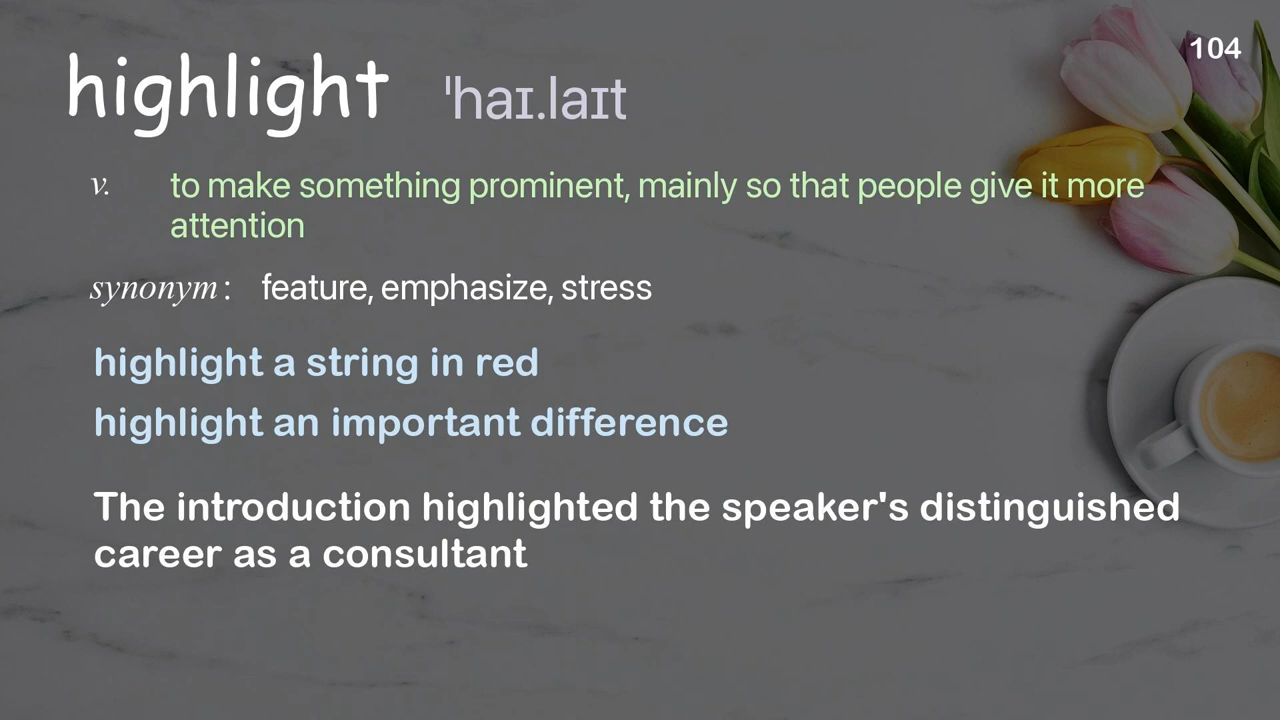 104
highlight ˈhaɪ.laɪt
v. to make something prominent, mainly so that people give it more
attention
synonym: feature, emphasize, stress
highlight a string in red
highlight an important difference
The introduction highlighted the speaker's distinguished
career as a consultant